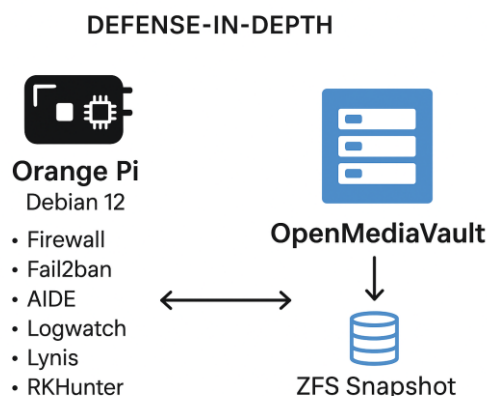 DEFENSE-IN-DEPTH
Orange Pi
Debian 12
• Firewall
• Fail2ban
• AIDE
• Logwatch
• Lynis
• RKHunter
OpenMediaVault
ZFS Snapshot